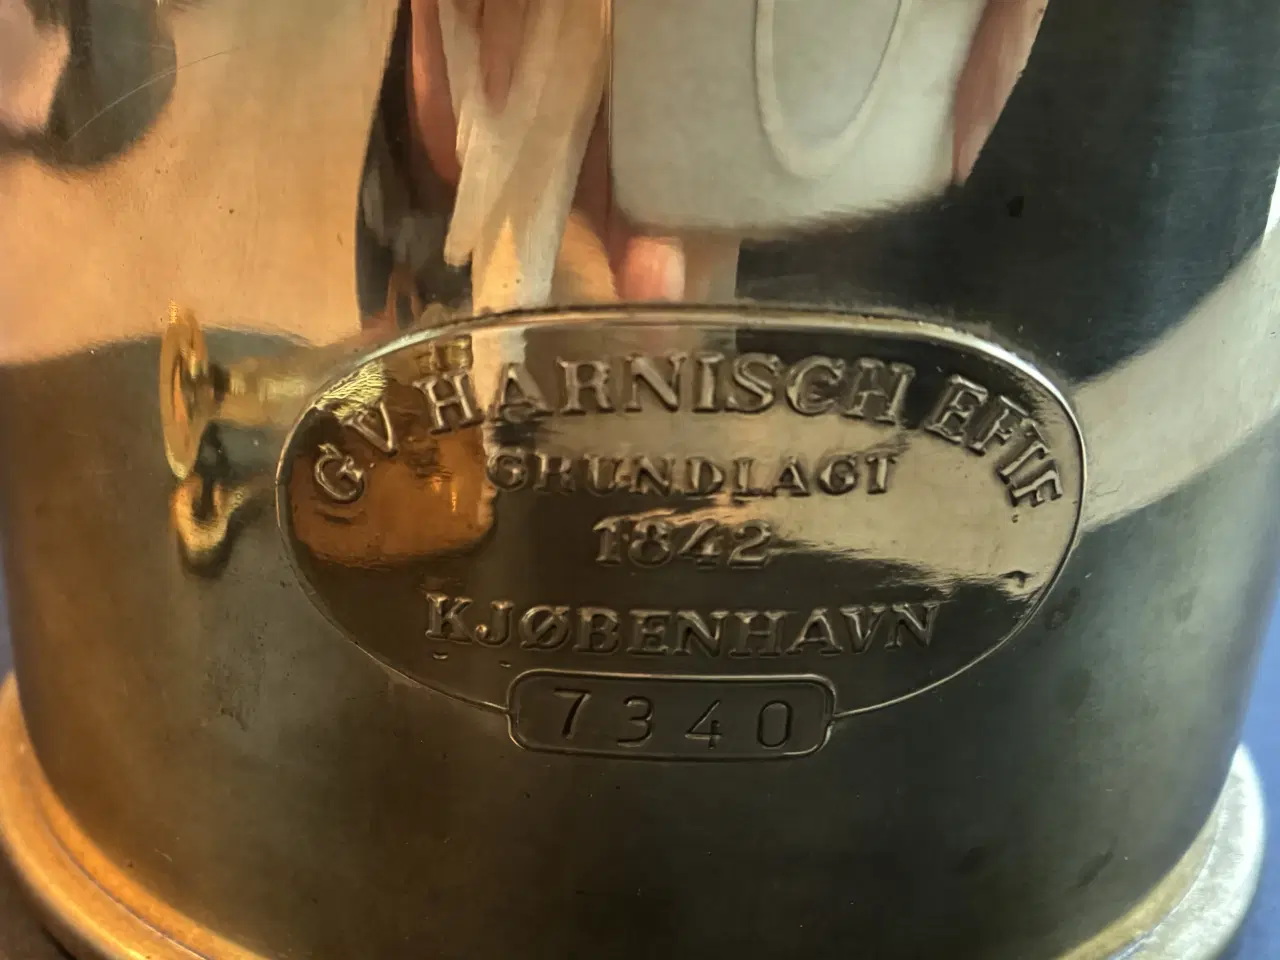 G V HARNISCH EFTF
GRUNDLAGT
1842
KJØBENHAVN
7340